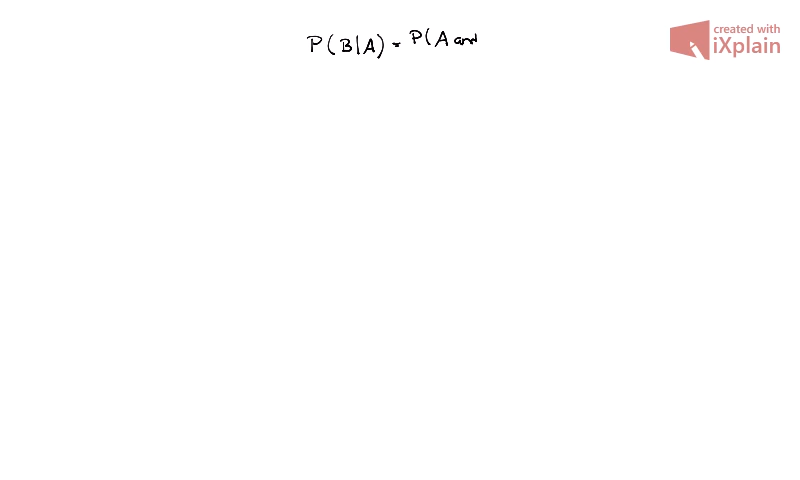 P(B|A) = P(A and
created with
iXplain